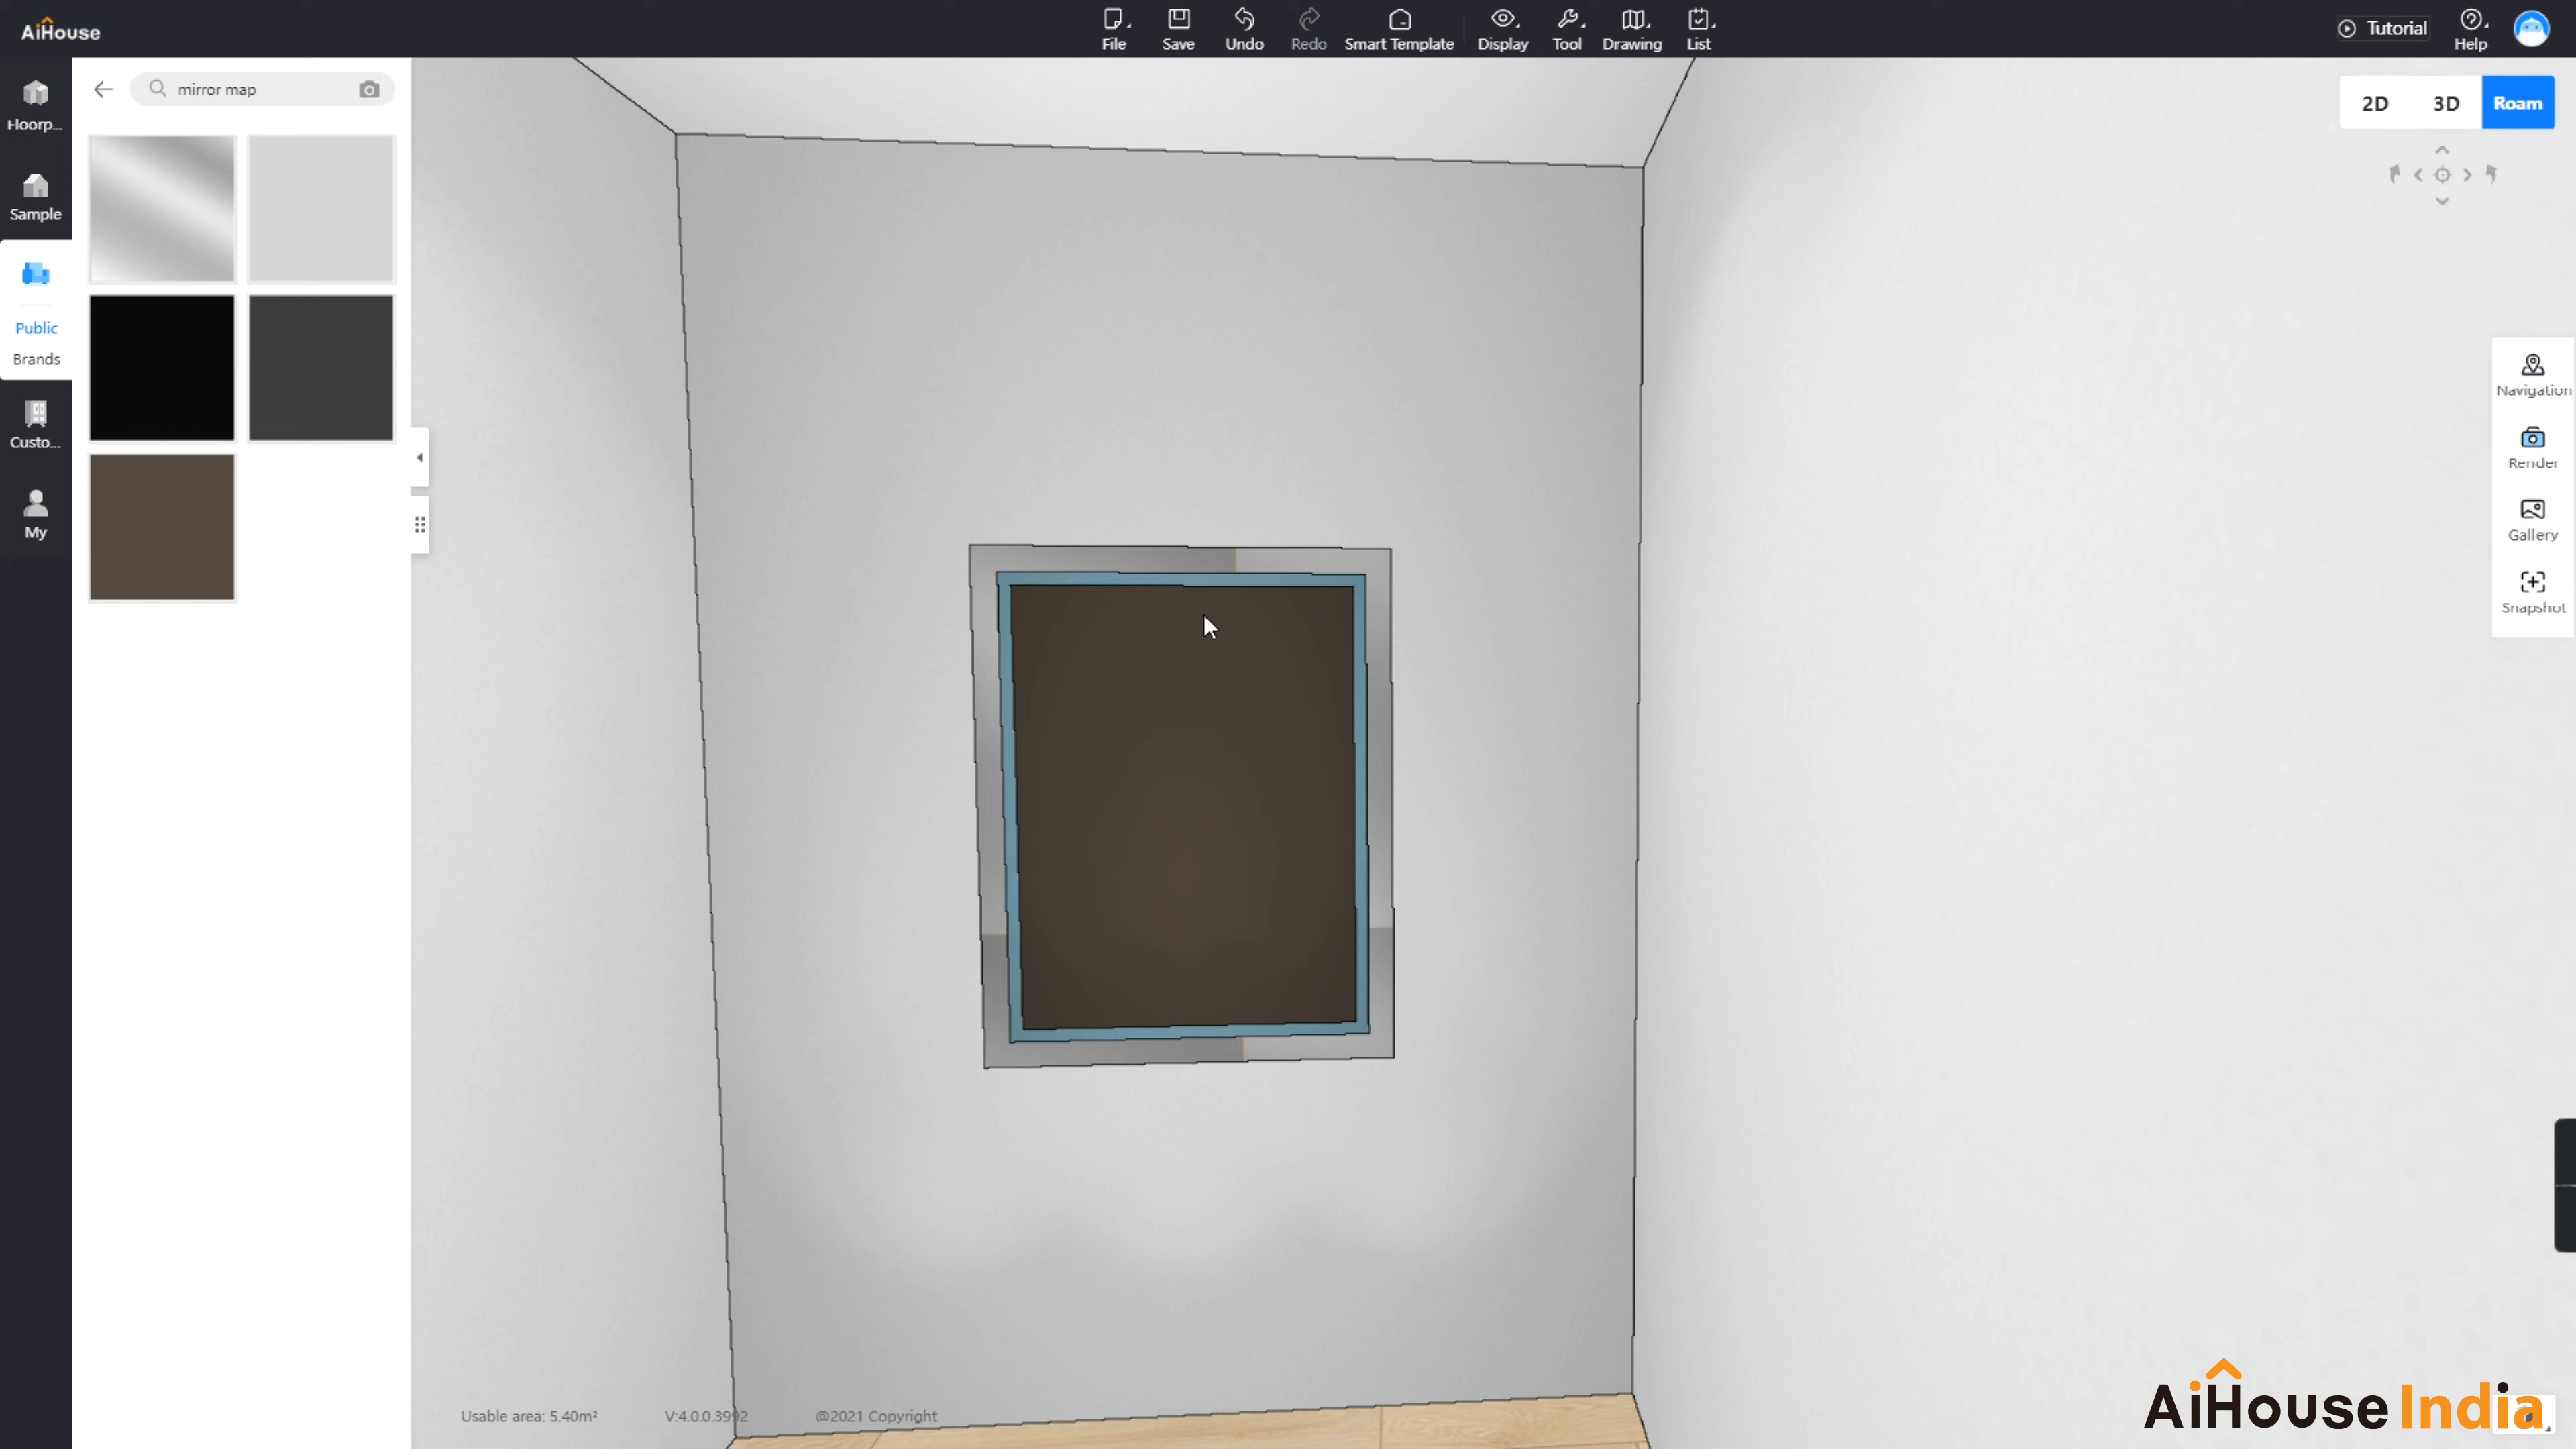 AiHouse
File
Save
Undo
Redo
Smart Template
Display
Tool
Drawing
List
Tutorial
Help
mirror map
2D
3D
Roam
Floorp...
Sample
Public
Brands
Custo...
My
Navigation
Render
Gallery
Snapshot
Usable area: 5.40m²
V:4.0.0.3992
@2021 Copyright
AiHouse India